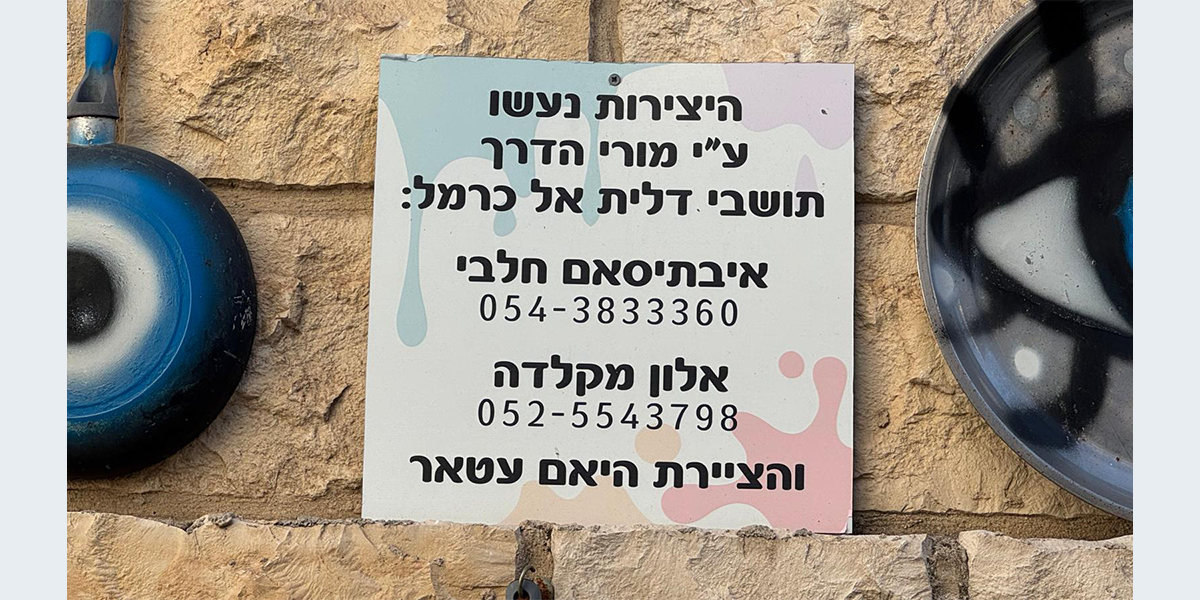 היצירות נעשו
ע״י מורי הדרך
תושבי דלית אל כרמל:
איבתיסאם חלבי
054-3833360
אלון מקלדה
052-5543798
והציירת היאם עטאר